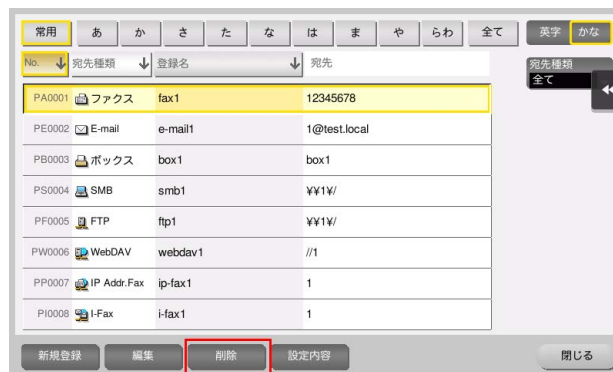 常用 あ か さ た な は ま や らわ 全て 英字 かな
No. 宛先種類 登録名 宛先 宛先種類
全て
PA0001 ファクス fax1 12345678
PE0002 E-mail e-mail1 1@test.local
PB0003 ボックス box1 box1
PS0004 SMB smb1 ¥¥1¥/
PF0005 FTP ftp1 ¥¥1¥/
PW0006 WebDAV webdav1 //1
PP0007 IP Addr.Fax ip-fax1 1
PI0008 I-Fax i-fax1 1
新規登録 編集 削除 設定内容 閉じる